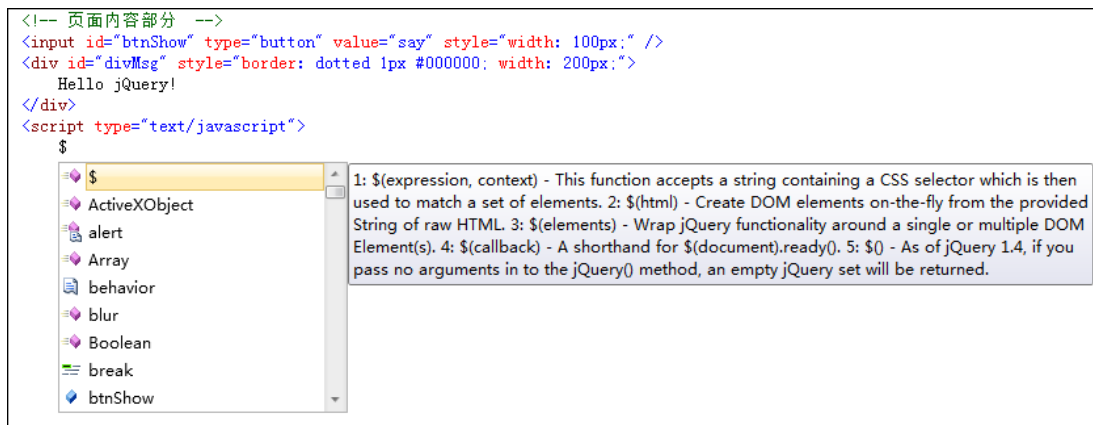 <!-- 页面内容部分  -->
<input id="btnShow" type="button" value="say" style="width: 100px;" />
<div id="divMsg" style="border: dotted 1px #000000; width: 200px;">
    Hello jQuery!
</div>
<script type="text/javascript">
    $
$
ActiveXObject
alert
Array
behavior
blur
Boolean
break
btnShow
1: $(expression, context) - This function accepts a string containing a CSS selector which is then
used to match a set of elements. 2: $(html) - Create DOM elements on-the-fly from the provided
String of raw HTML. 3: $(elements) - Wrap jQuery functionality around a single or multiple DOM
Element(s). 4: $(callback) - A shorthand for $(document).ready(). 5: $() - As of jQuery 1.4, if you
pass no arguments in to the jQuery() method, an empty jQuery set will be returned.